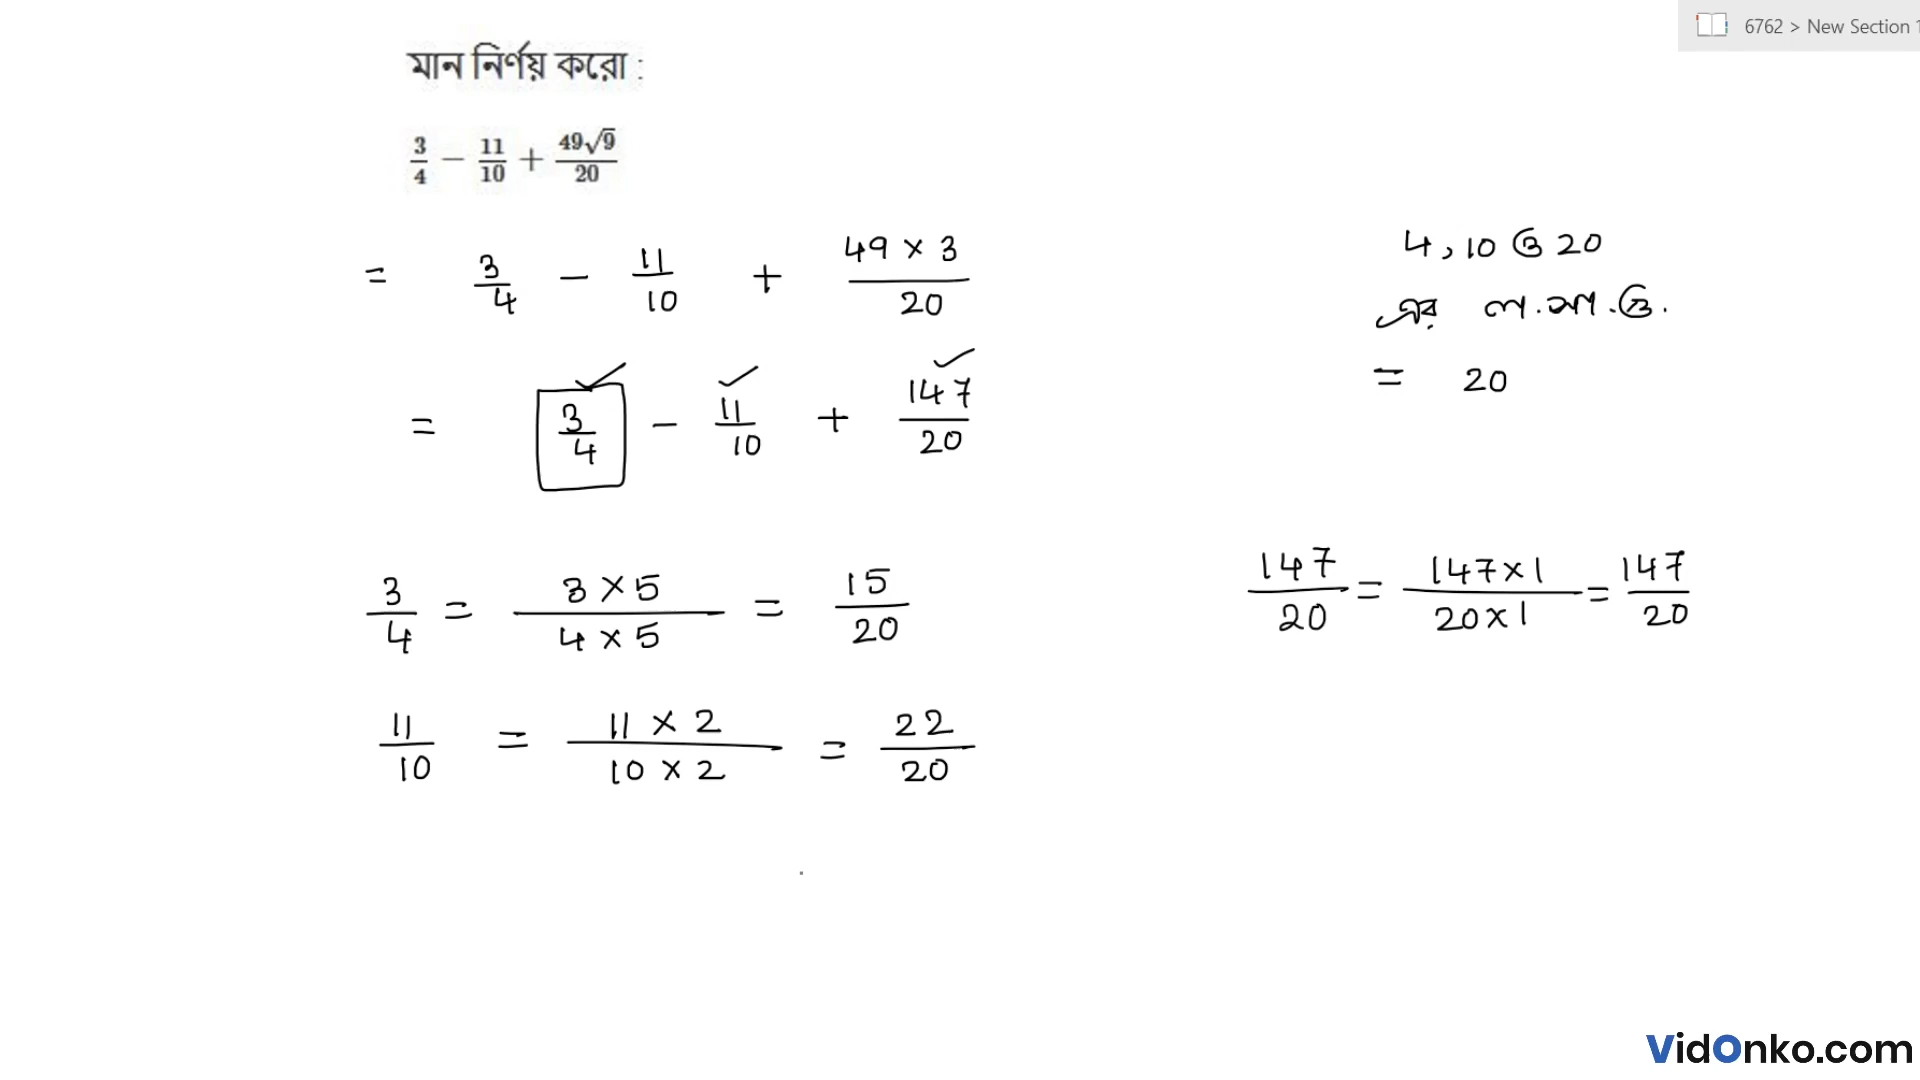 6762 > New Section 1
মান নির্ণয় করো :
3/4 − 11/10 + 49√9/20
= 3/4 − 11/10 + 49 × 3/20
= 3/4 − 11/10 + 147/20
3/4 = 3 × 5/4 × 5 = 15/20
11/10 = 11 × 2/10 × 2 = 22/20
4, 10 ও 20
এর ল.সা.গু.
= 20
147/20 = 147 × 1/20 × 1 = 147/20
VidOnko.com